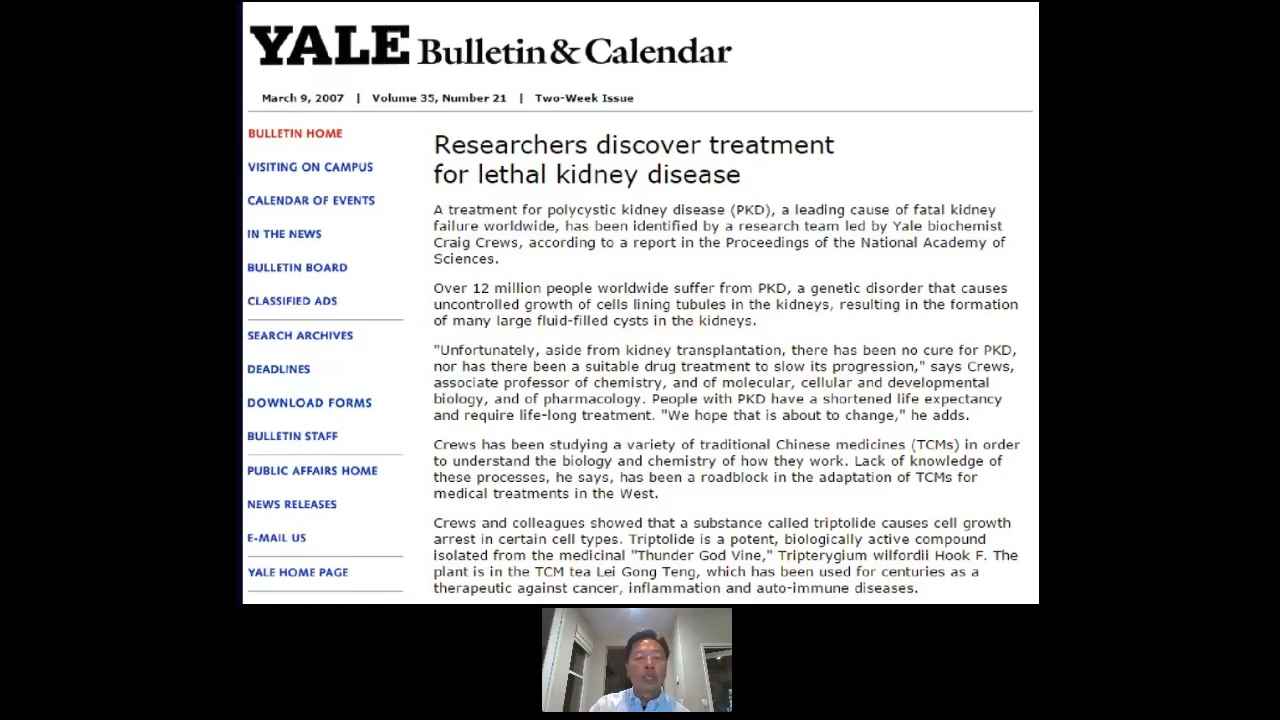 YALE Bulletin & Calendar
March 9, 2007 | Volume 35, Number 21 | Two-Week Issue
BULLETIN HOME
VISITING ON CAMPUS
CALENDAR OF EVENTS
IN THE NEWS
BULLETIN BOARD
CLASSIFIED ADS
SEARCH ARCHIVES
DEADLINES
DOWNLOAD FORMS
BULLETIN STAFF
PUBLIC AFFAIRS HOME
NEWS RELEASES
E-MAIL US
YALE HOME PAGE
Researchers discover treatment
for lethal kidney disease
A treatment for polycystic kidney disease (PKD), a leading cause of fatal kidney
failure worldwide, has been identified by a research team led by Yale biochemist
Craig Crews, according to a report in the Proceedings of the National Academy of
Sciences.
Over 12 million people worldwide suffer from PKD, a genetic disorder that causes
uncontrolled growth of cells lining tubules in the kidneys, resulting in the formation
of many large fluid-filled cysts in the kidneys.
"Unfortunately, aside from kidney transplantation, there has been no cure for PKD,
nor has there been a suitable drug treatment to slow its progression," says Crews,
associate professor of chemistry, and of molecular, cellular and developmental
biology, and of pharmacology. People with PKD have a shortened life expectancy
and require life-long treatment. "We hope that is about to change," he adds.
Crews has been studying a variety of traditional Chinese medicines (TCMs) in order
to understand the biology and chemistry of how they work. Lack of knowledge of
these processes, he says, has been a roadblock in the adaptation of TCMs for
medical treatments in the West.
Crews and colleagues showed that a substance called triptolide causes cell growth
arrest in certain cell types. Triptolide is a potent, biologically active compound
isolated from the medicinal "Thunder God Vine," Tripterygium wilfordii Hook F. The
plant is in the TCM tea Lei Gong Teng, which has been used for centuries as a
therapeutic against cancer, inflammation and auto-immune diseases.